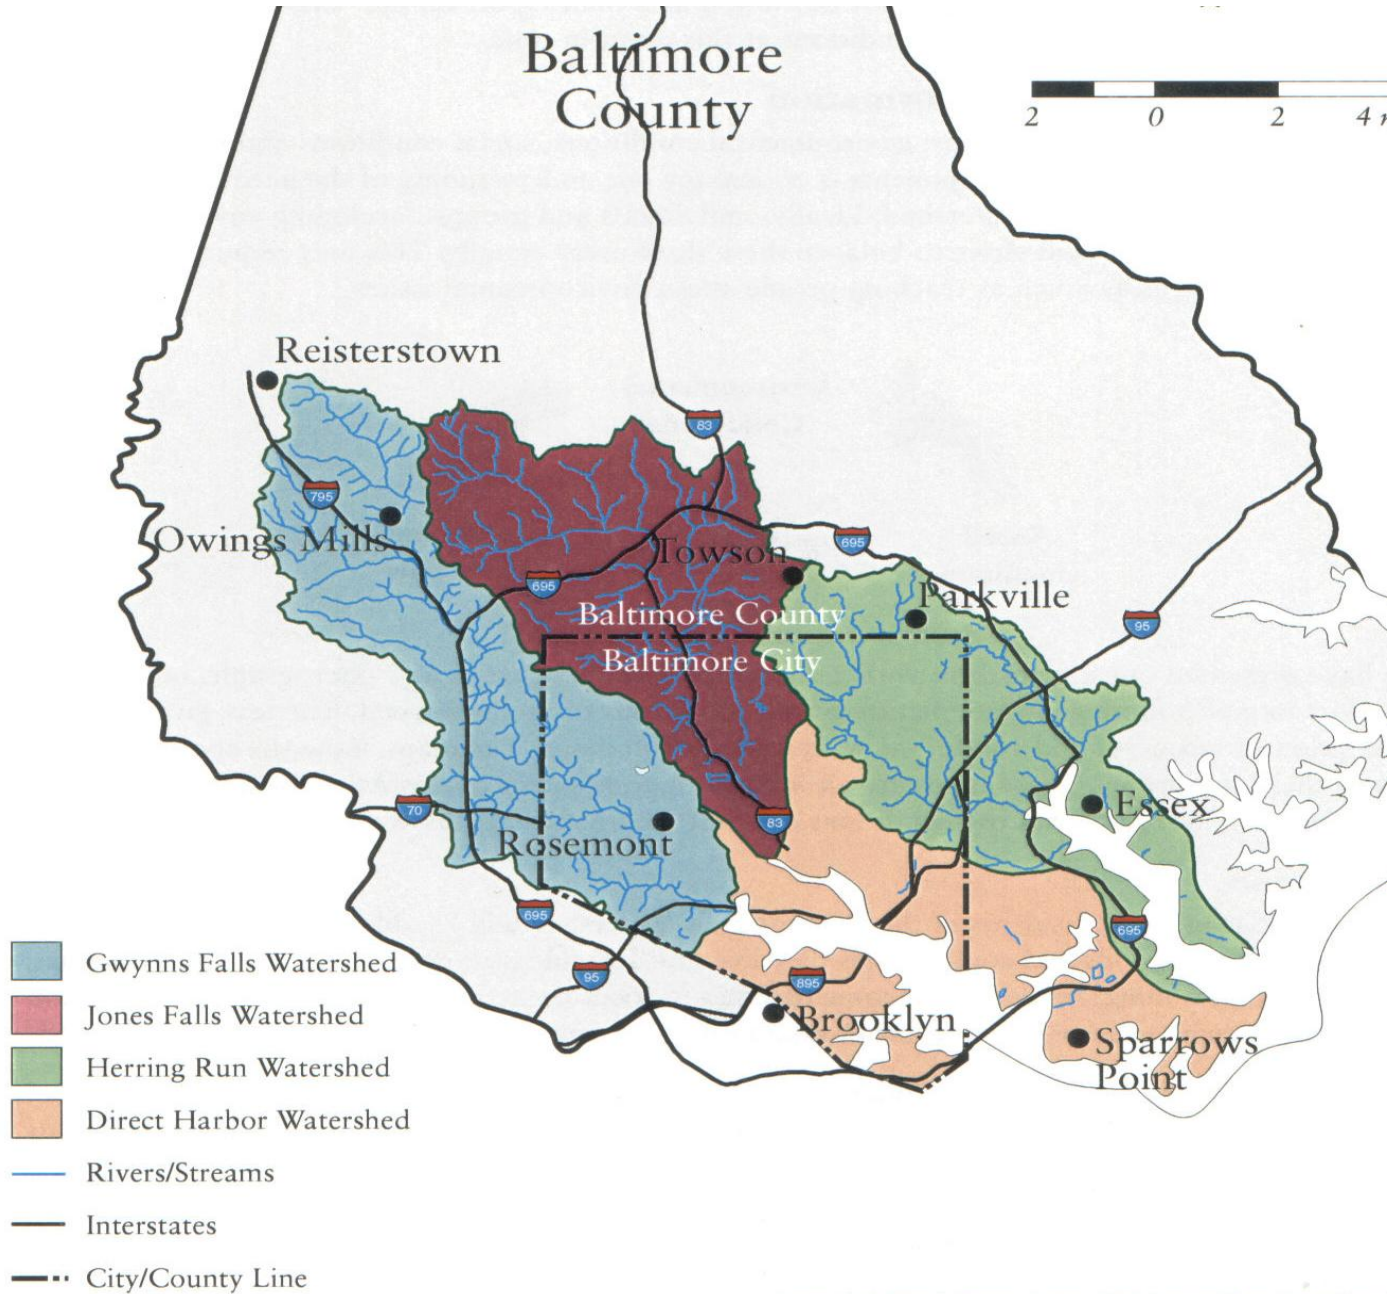 Baltimore
County
2 0 2 4
Reisterstown
83
795
Owings Mills
695
Towson
695
Parkville
95
Baltimore County
Baltimore City
70
Rosemont
83
Essex
695
695
95
895
Brooklyn
Sparrows
Point
Gwynns Falls Watershed
Jones Falls Watershed
Herring Run Watershed
Direct Harbor Watershed
Rivers/Streams
Interstates
City/County Line